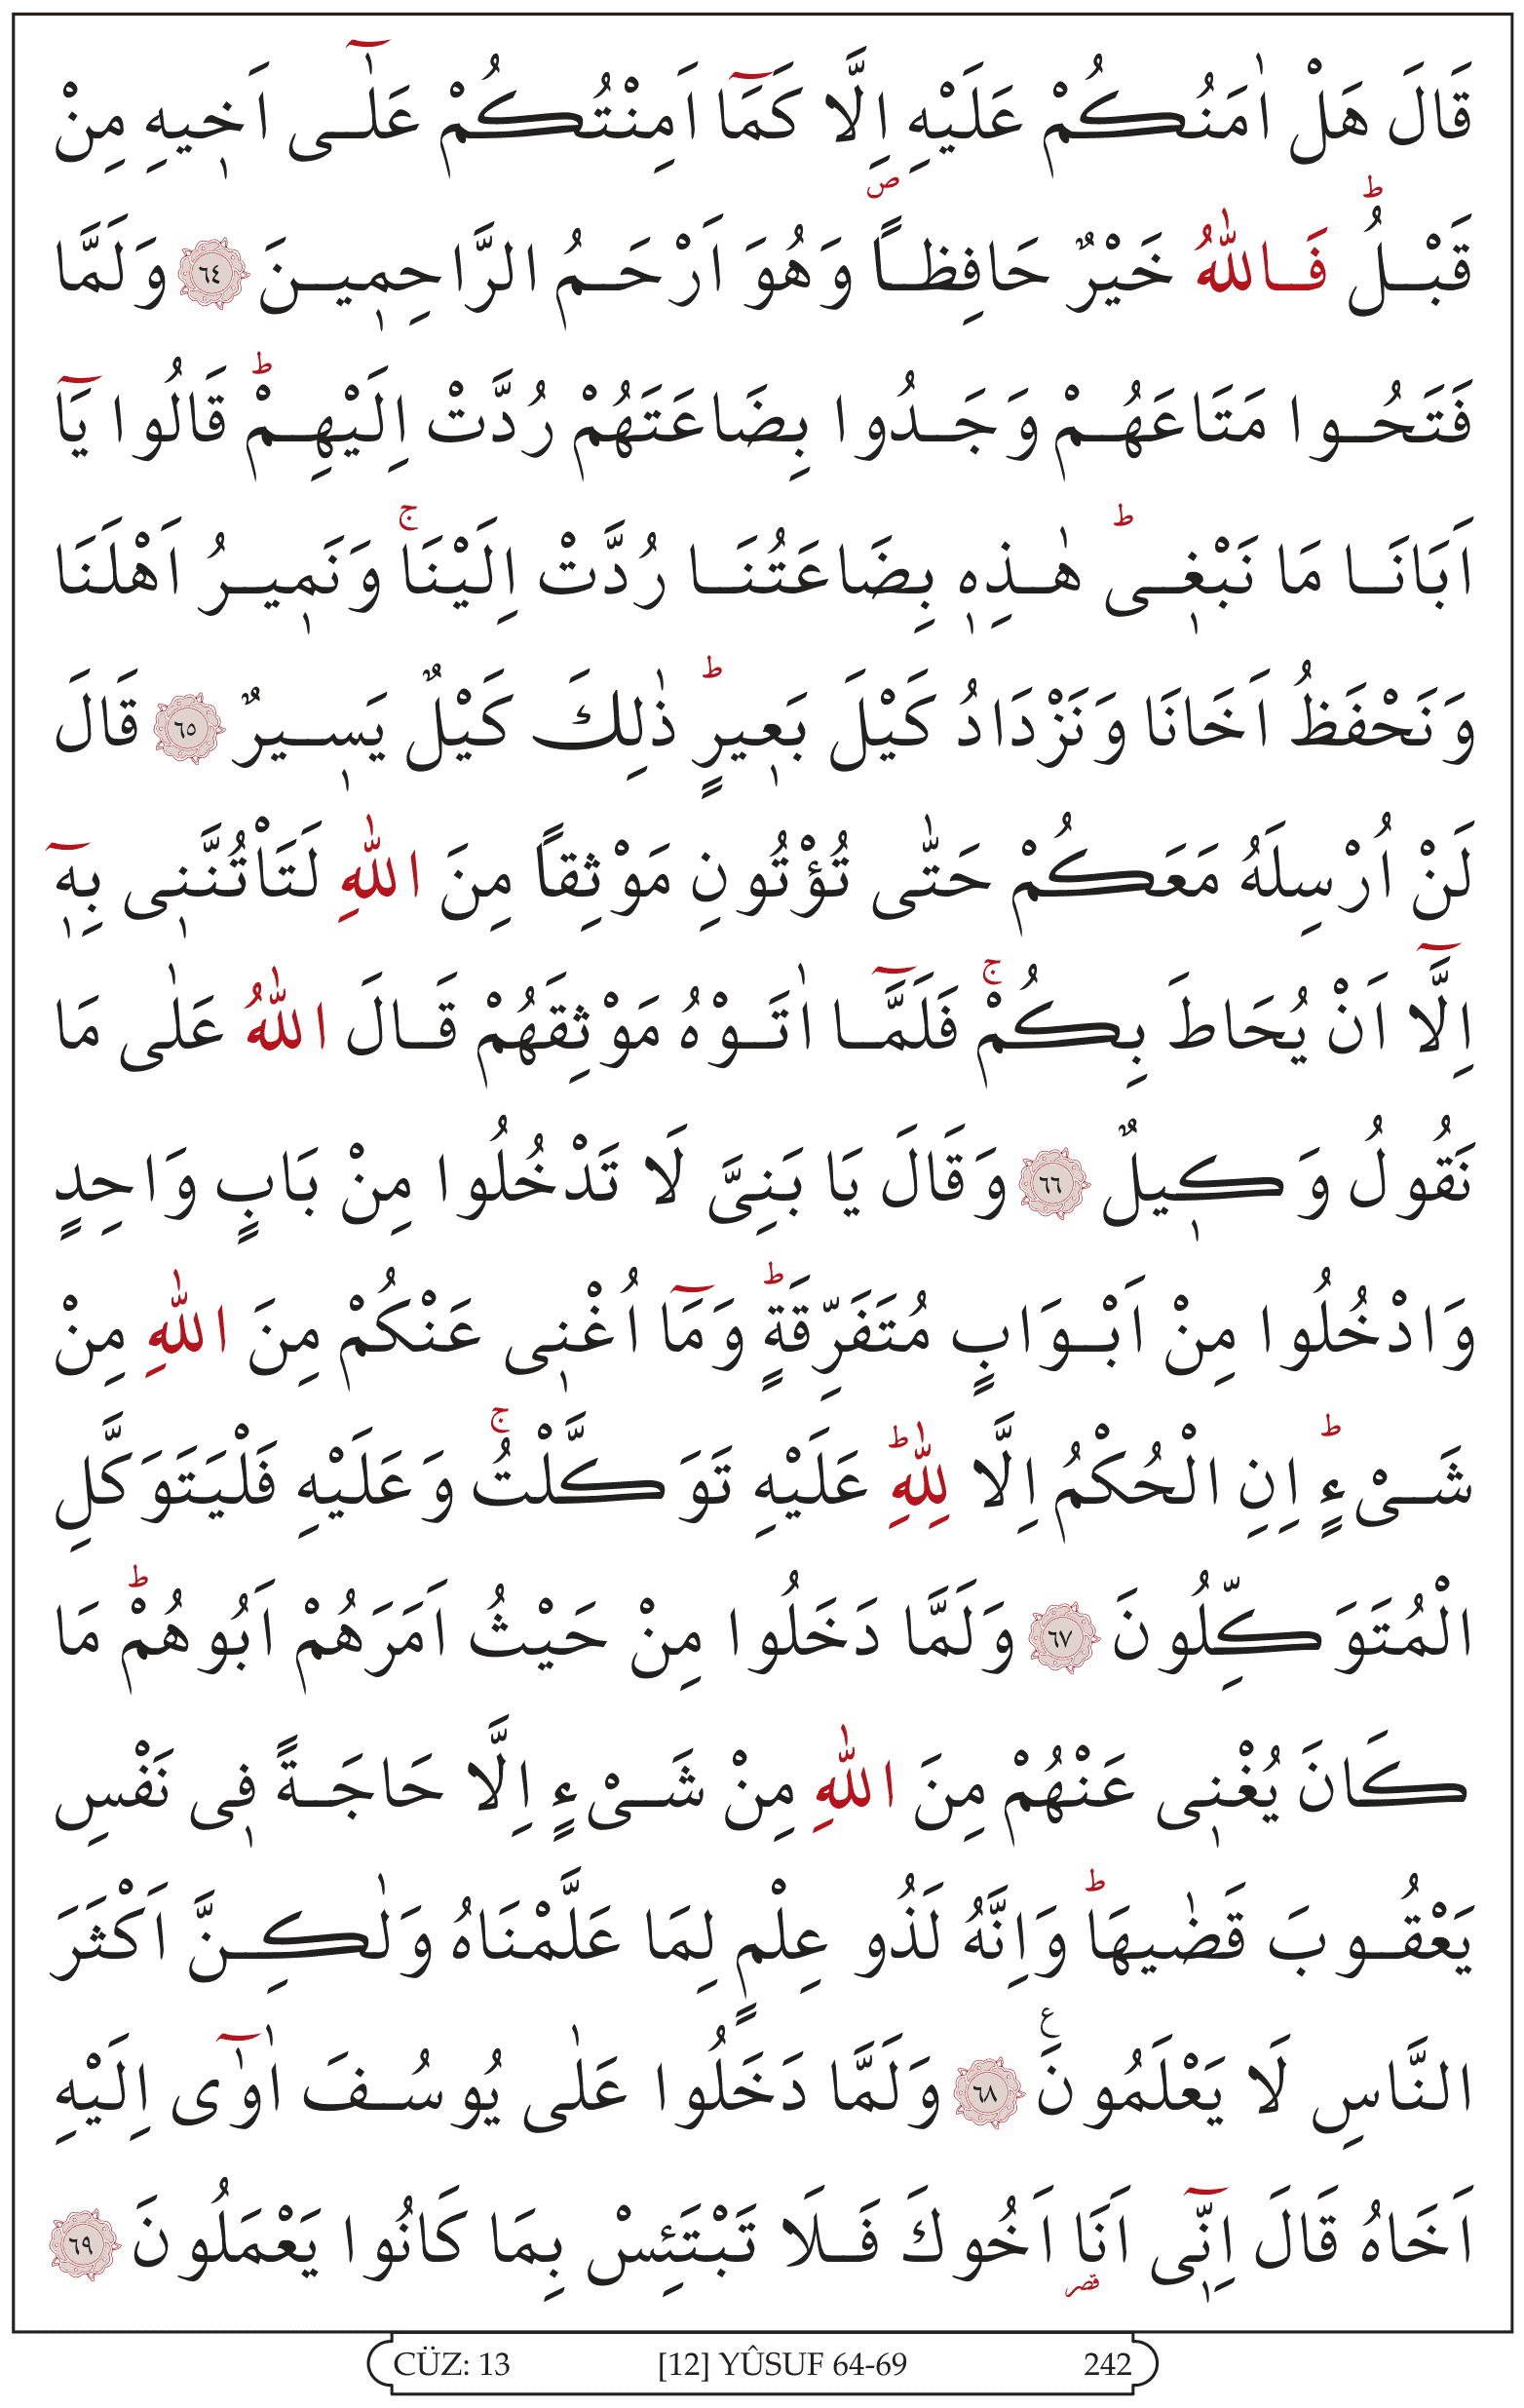 قَالَ هَلْ اٰمَنُكُمْ عَلَيْهِ اِلَّا كَمَٓا اَمِنْتُكُمْ عَلٰٓى اَخٖيهِ مِنْ
قَبْلُؕ فَاللّٰهُ خَيْرٌ حَافِظاًࣕ وَهُوَ اَرْحَمُ الرَّاحِمٖينَ ﴿٦٤﴾ وَلَمَّا
فَتَحُوا مَتَاعَهُمْ وَجَدُوا بِضَاعَتَهُمْ رُدَّتْ اِلَيْهِمْؕ قَالُوا يَٓا
اَبَانَا مَا نَبْغٖىؕ هٰذِهٖ بِضَاعَتُنَا رُدَّتْ اِلَيْنَاۚ وَنَمٖيرُ اَهْلَنَا
وَنَحْفَظُ اَخَانَا وَنَزْدَادُ كَيْلَ بَعٖيرٍؕ ذٰلِكَ كَيْلٌ يَسٖيرٌ ﴿٦٥﴾ قَالَ
لَنْ اُرْسِلَهُ مَعَكُمْ حَتّٰى تُؤْتُونِ مَوْثِقاً مِنَ اللّٰهِ لَتَأْتُنَّنٖى بِهٖٓ
اِلَّٓا اَنْ يُحَاطَ بِكُمْۚ فَلَمَّٓا اٰتَوْهُ مَوْثِقَهُمْ قَالَ اللّٰهُ عَلٰى مَا
نَقُولُ وَكٖيلٌ ﴿٦٦﴾ وَقَالَ يَا بَنِىَّ لَا تَدْخُلُوا مِنْ بَابٍ وَاحِدٍ
وَادْخُلُوا مِنْ اَبْوَابٍ مُتَفَرِّقَةٍؕ وَمَٓا اُغْنٖى عَنْكُمْ مِنَ اللّٰهِ مِنْ
شَىْءٍؕ اِنِ الْحُكْمُ اِلَّا لِلّٰهِؕ عَلَيْهِ تَوَكَّلْتُۚ وَعَلَيْهِ فَلْيَتَوَكَّلِ
الْمُتَوَكِّلُونَ ﴿٦٧﴾ وَلَمَّا دَخَلُوا مِنْ حَيْثُ اَمَرَهُمْ اَبُوهُمْؕ مَا
كَانَ يُغْنٖى عَنْهُمْ مِنَ اللّٰهِ مِنْ شَىْءٍ اِلَّا حَاجَةً فٖى نَفْسِ
يَعْقُوبَ قَضٰيهَاؕ وَاِنَّهُ لَذُو عِلْمٍ لِمَا عَلَّمْنَاهُ وَلٰكِنَّ اَكْثَرَ
النَّاسِ لَا يَعْلَمُونَࣖ ﴿٦٨﴾ وَلَمَّا دَخَلُوا عَلٰى يُوسُفَ اٰوٰٓى اِلَيْهِ
اَخَاهُ قَالَ اِنّٖٓى اَنَا۬ اَخُوكَ فَلَا تَبْتَئِسْ بِمَا كَانُوا يَعْمَلُونَ ﴿٦٩﴾
قصر
CÜZ: 13 [12] YÛSUF 64-69 242